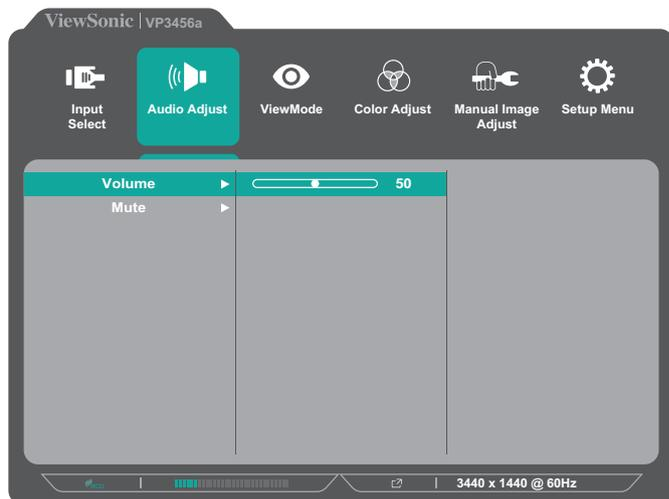 ViewSonic | VP3456a
Input
Select
Audio Adjust
ViewMode
Color Adjust
Manual Image
Adjust
Setup Menu
Volume
50
Mute
ECO
3440 x 1440 @ 60Hz